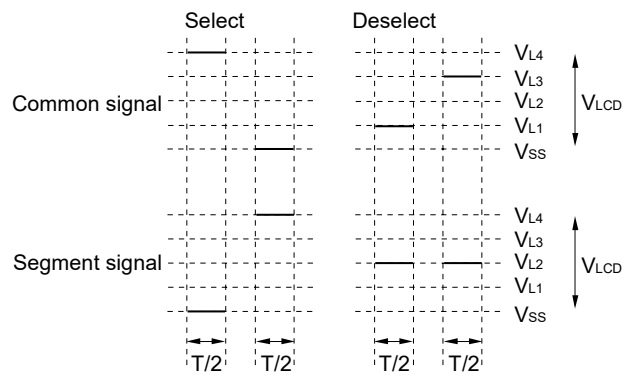 Select Deselect
VL4
VL3
Common signal VL2 VLCD
VL1
VSS
VL4
VL3
Segment signal VL2 VLCD
VL1
VSS
T/2 T/2 T/2 T/2